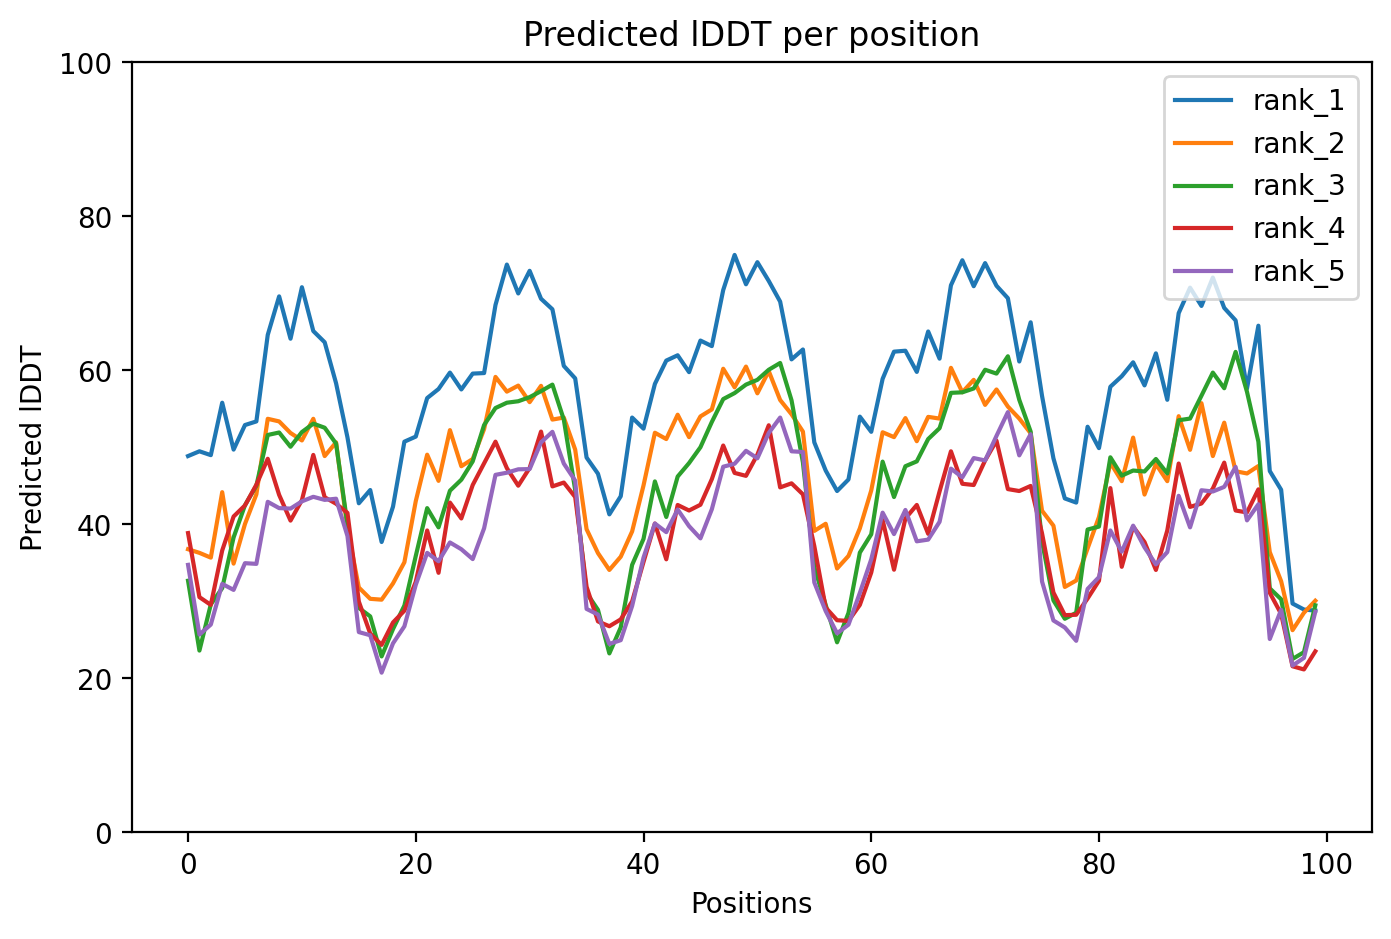 Predicted lDDT per position
Predicted lDDT
100
80
60
40
20
0
rank_1
rank_2
rank_3
rank_4
rank_5
0 20 40 60 80 100
Positions